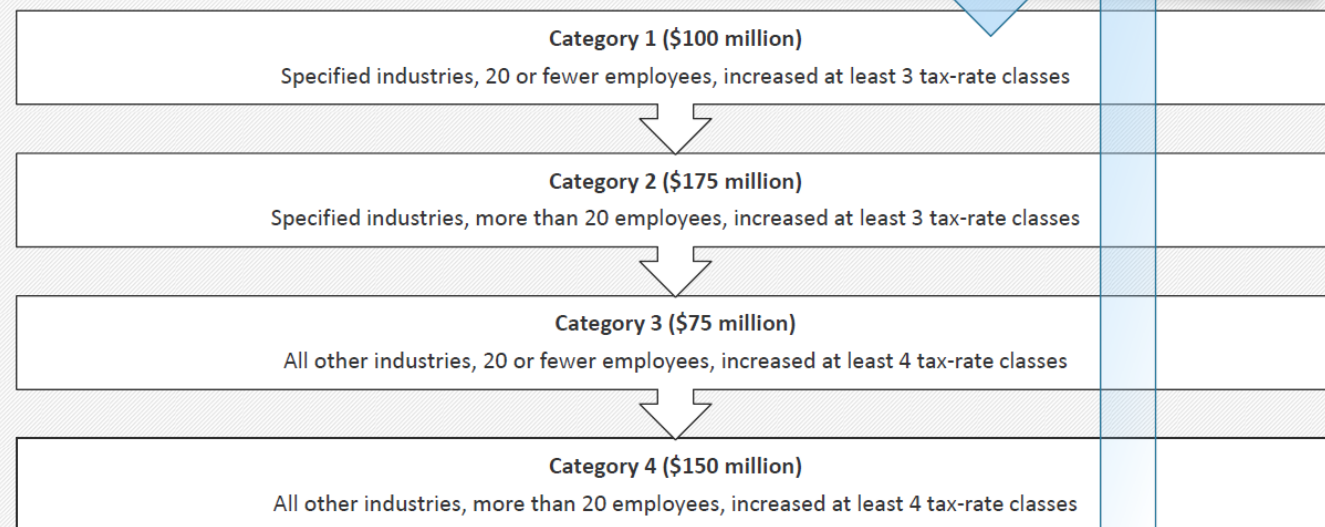 Category 1 ($100 million)
Specified industries, 20 or fewer employees, increased at least 3 tax-rate classes
Category 2 ($175 million)
Specified industries, more than 20 employees, increased at least 3 tax-rate classes
Category 3 ($75 million)
All other industries, 20 or fewer employees, increased at least 4 tax-rate classes
Category 4 ($150 million)
All other industries, more than 20 employees, increased at least 4 tax-rate classes